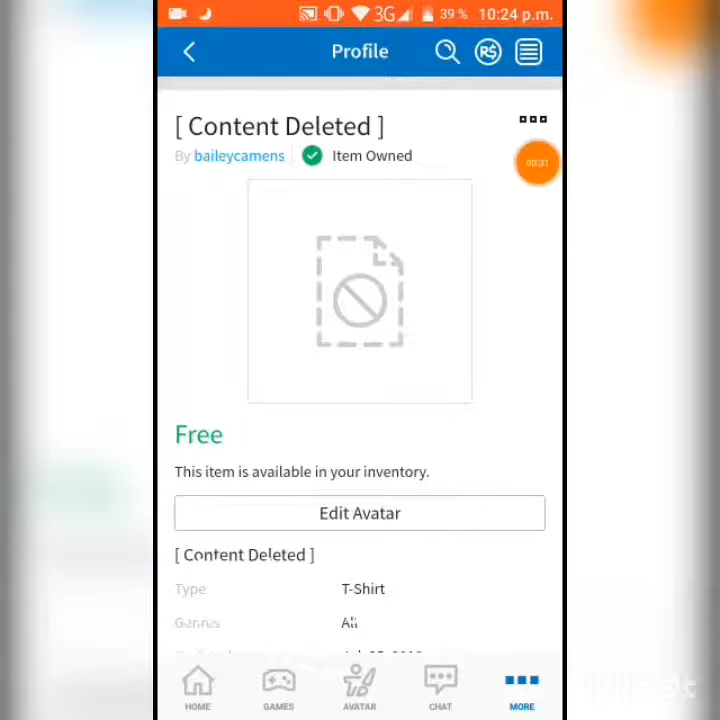 3G 39 % 10:24 p.m.
Profile
R$
[ Content Deleted ]
By baileycamens Item Owned
Free
This item is available in your inventory.
Edit Avatar
[ Content Deleted ]
Type T-Shirt
Genres All
HOME GAMES AVATAR CHAT MORE